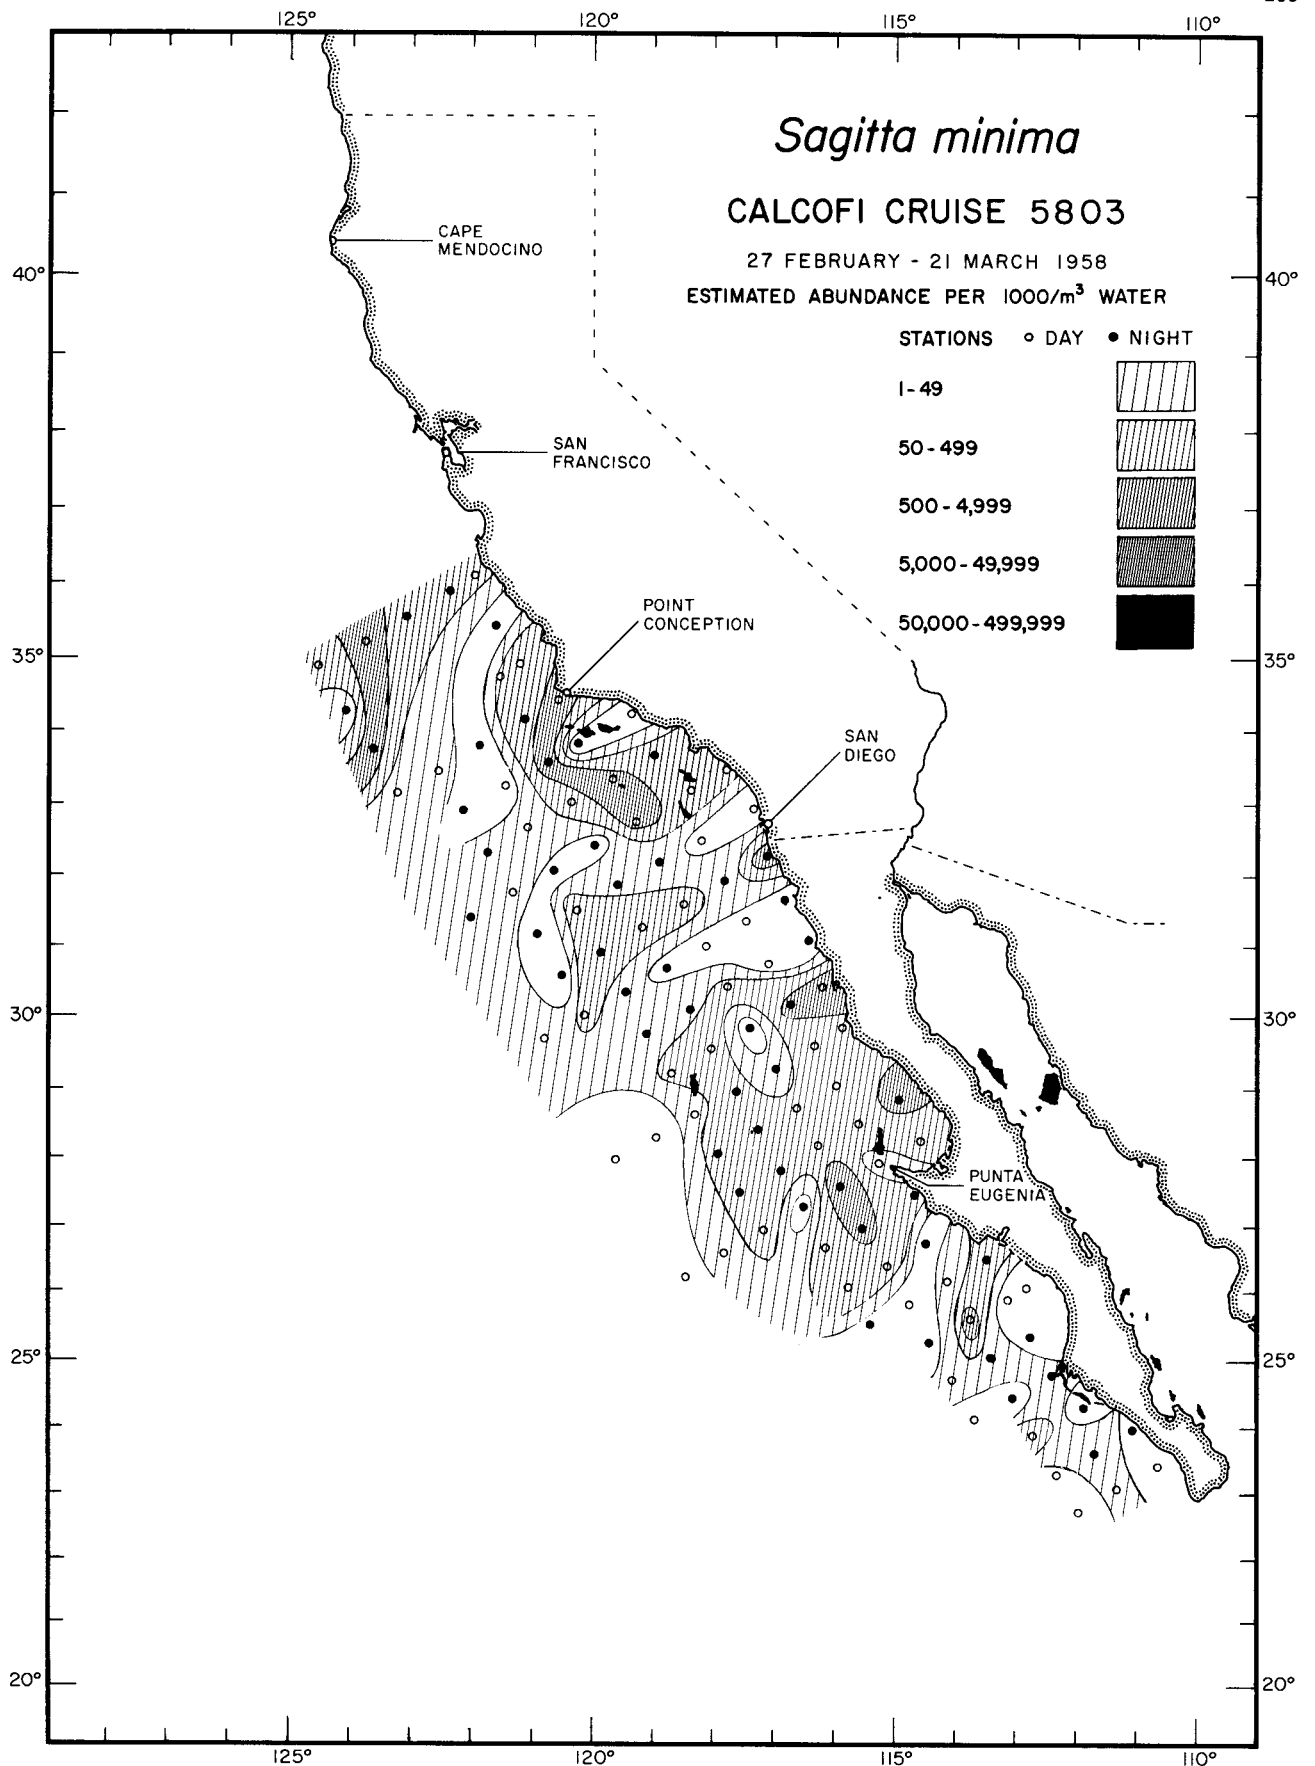 125° 120° 115° 110°
Sagitta minima
CALCOFI CRUISE 5803
27 FEBRUARY - 21 MARCH 1958
ESTIMATED ABUNDANCE PER 1000/m³ WATER
STATIONS ○ DAY ● NIGHT
1-49
50-499
500-4,999
5,000-49,999
50,000-499,999
CAPE
MENDOCINO
40° 40°
SAN
FRANCISCO
POINT
CONCEPTION
35° 35°
SAN
DIEGO
30° 30°
PUNTA
EUGENIA
25° 25°
20° 20°
125° 120° 115° 110°